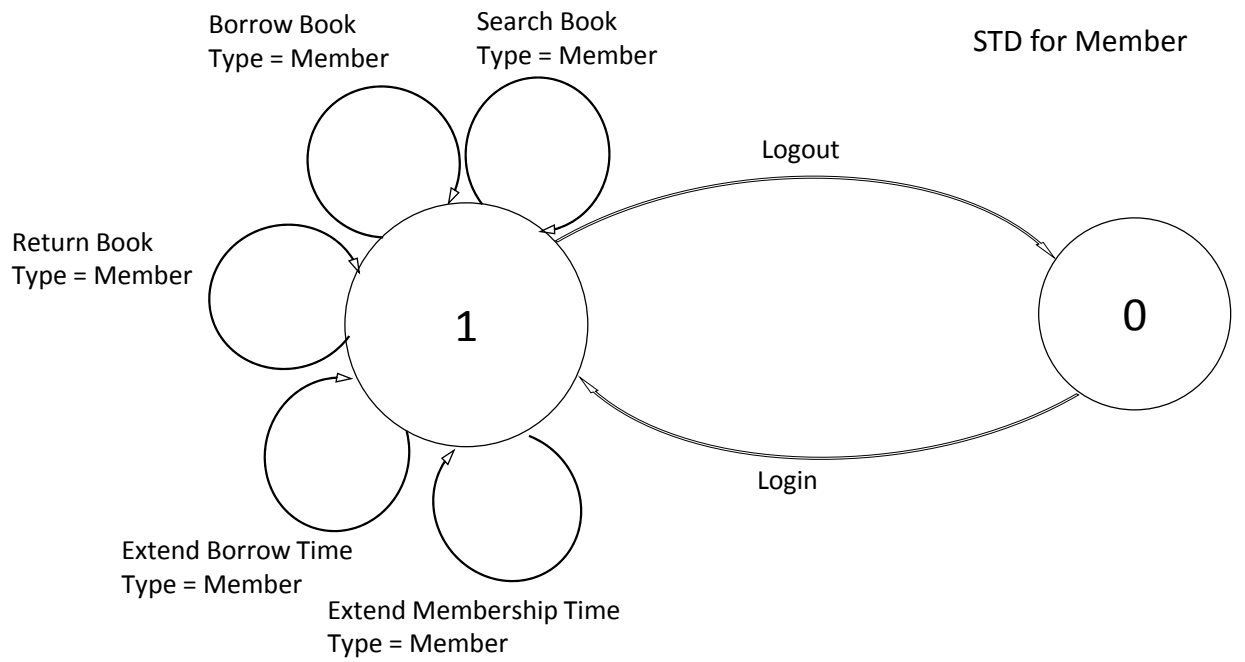 Borrow Book
Type = Member
Search Book
Type = Member
STD for Member
Logout
Return Book
Type = Member
1
0
Login
Extend Borrow Time
Type = Member
Extend Membership Time
Type = Member